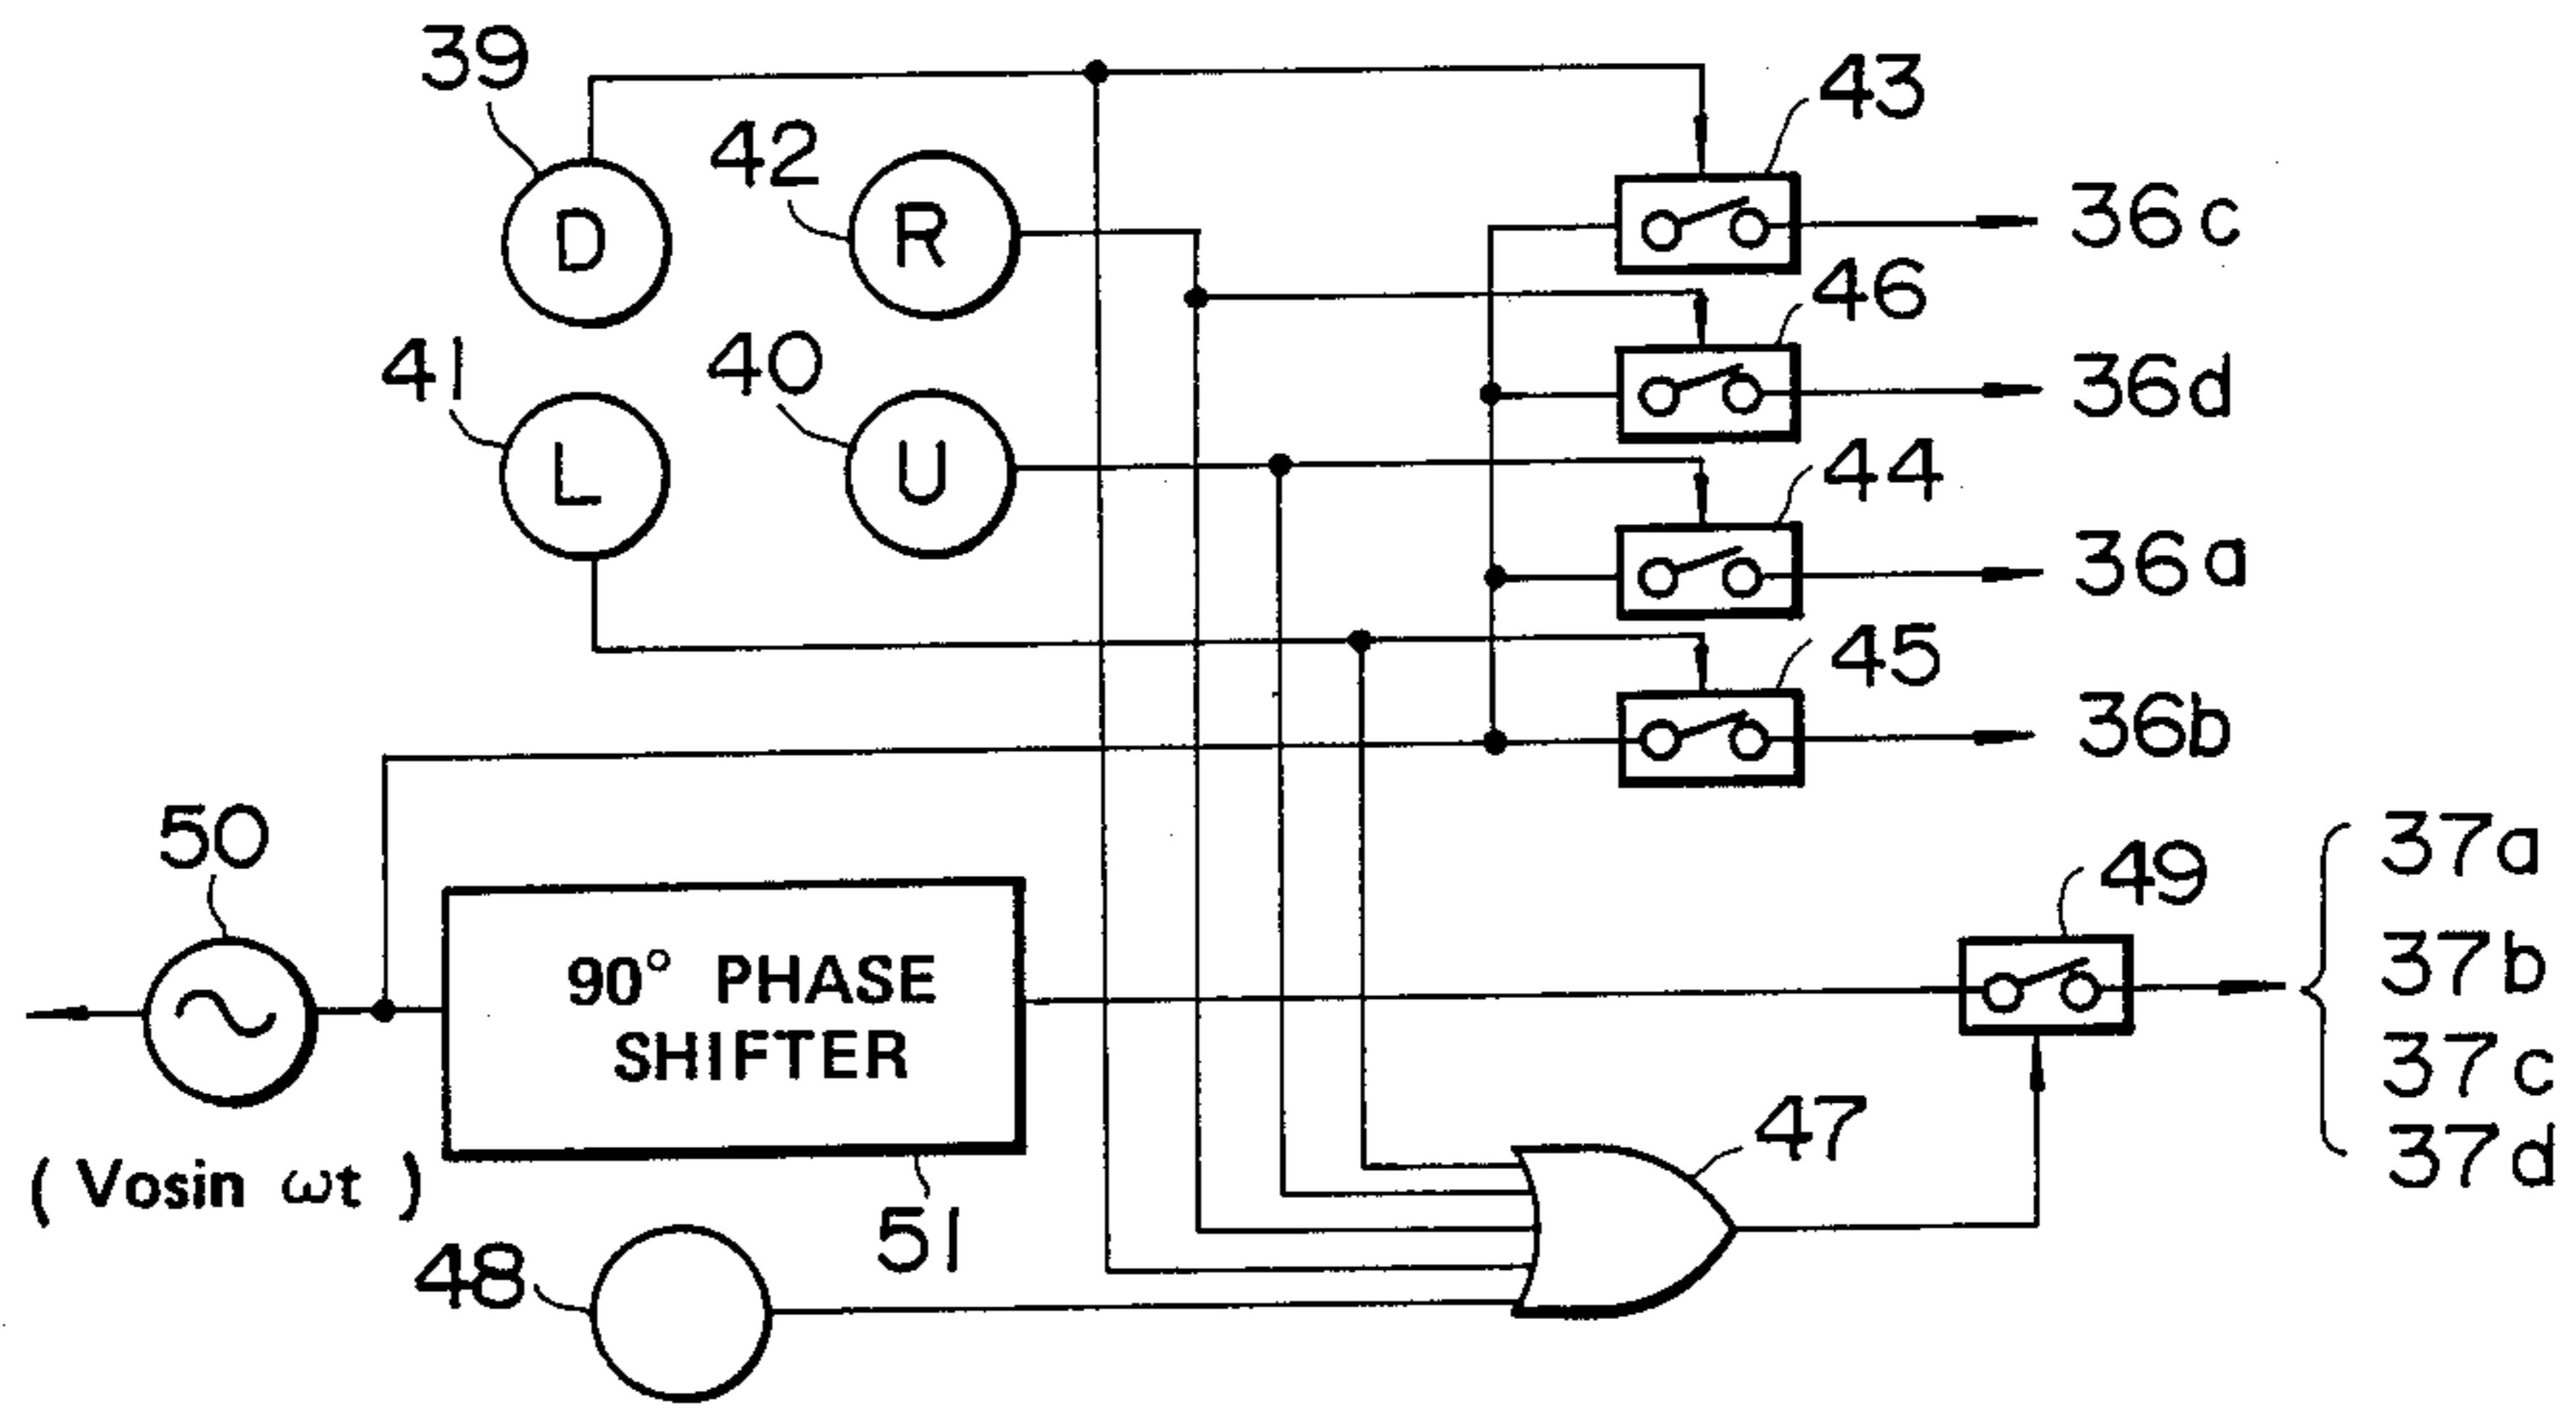 39
43
42
D
R
36c
46
41
40
36d
L
U
44
36a
45
36b
50
49
37a
37b
37c
37d
90° PHASE
SHIFTER
(Vosin ωt)
47
51
48